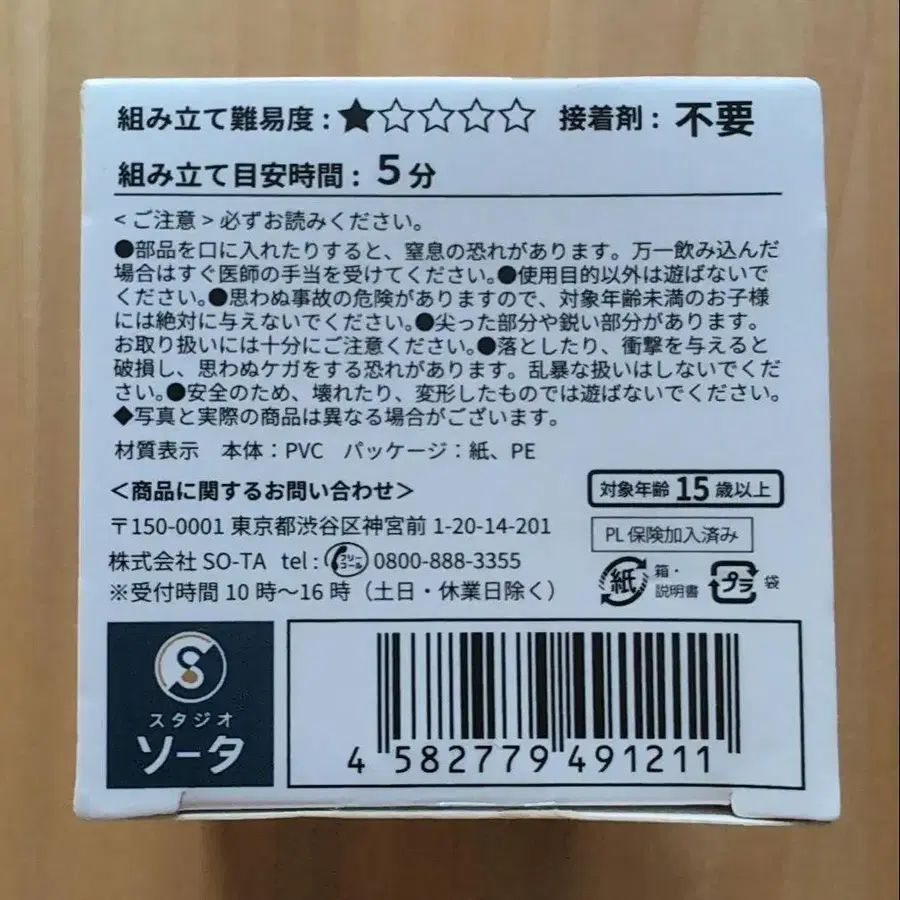 組み立て難易度：★☆☆☆☆ 接着剤：不要
組み立て目安時間：5分
＜ご注意＞必ずお読みください。
●部品を口に入れたりすると、窒息の恐れがあります。万一飲み込んだ
場合はすぐ医師の手当を受けてください。●使用目的以外は遊ばないで
ください。●思わぬ事故の危険がありますので、対象年齢未満のお子様
には絶対に与えないでください。●尖った部分や鋭い部分があります。
お取り扱いには十分にご注意ください。●落としたり、衝撃を与えると
破損し、思わぬケガをする恐れがあります。乱暴な扱いはしないでくだ
さい。●安全のため、壊れたり、変形したものでは遊ばないでください。
◆写真と実際の商品は異なる場合がございます。
材質表示 本体：PVC パッケージ：紙、PE
＜商品に関するお問い合わせ＞
〒150-0001 東京都渋谷区神宮前 1-20-14-201
株式会社 SO-TA tel：フリーコール 0800-888-3355
※受付時間 10 時～16 時（土日・休業日除く）
対象年齢 15 歳以上
PL 保険加入済み
紙 箱・説明書 プラ 袋
S
スタジオ
ソータ
4 582779 491211